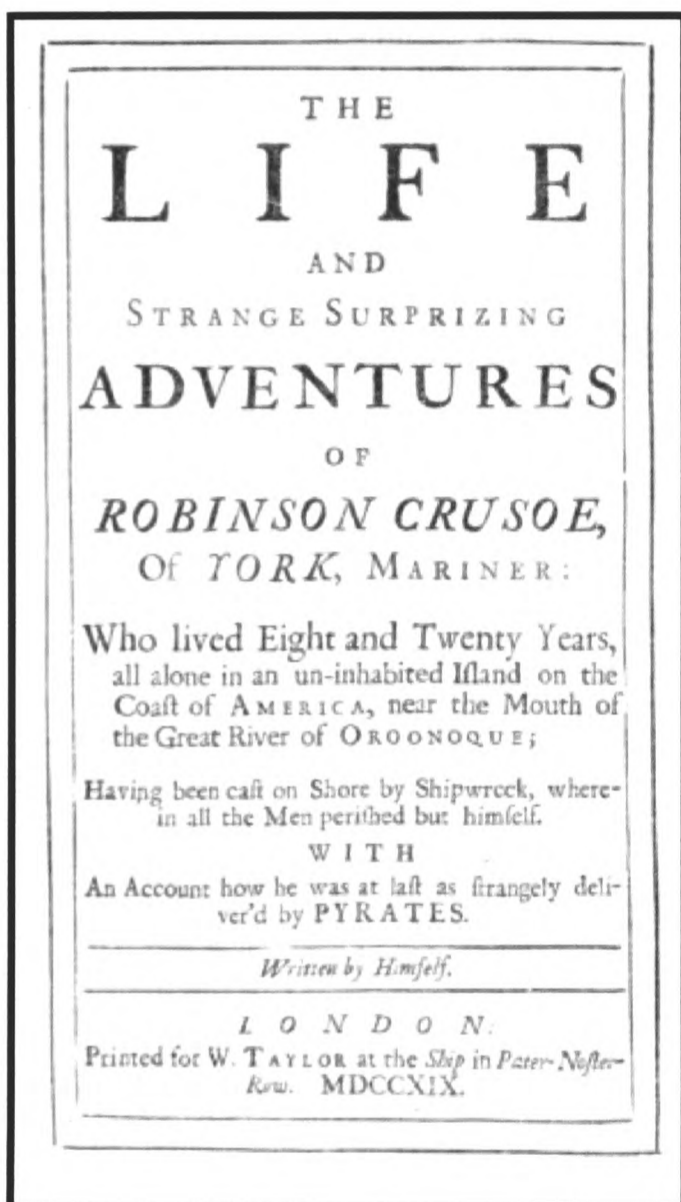 THE
LIFE
AND
STRANGE SURPRIZING
ADVENTURES
OF
ROBINSON CRUSOE,
Of YORK, MARINER:
Who lived Eight and Twenty Years,
all alone in an un-inhabited Iſland on the
Coaſt of AMERICA, near the Mouth of
the Great River of OROONOQUE;
Having been caſt on Shore by Shipwreck, where-
in all the Men periſhed but himſelf.
WITH
An Account how he was at laſt as ſtrangely deli-
ver'd by PYRATES.
Written by Himſelf.
LONDON:
Printed for W. TAYLOR at the Ship in Pater-Noſter-
Row. MDCCXIX.